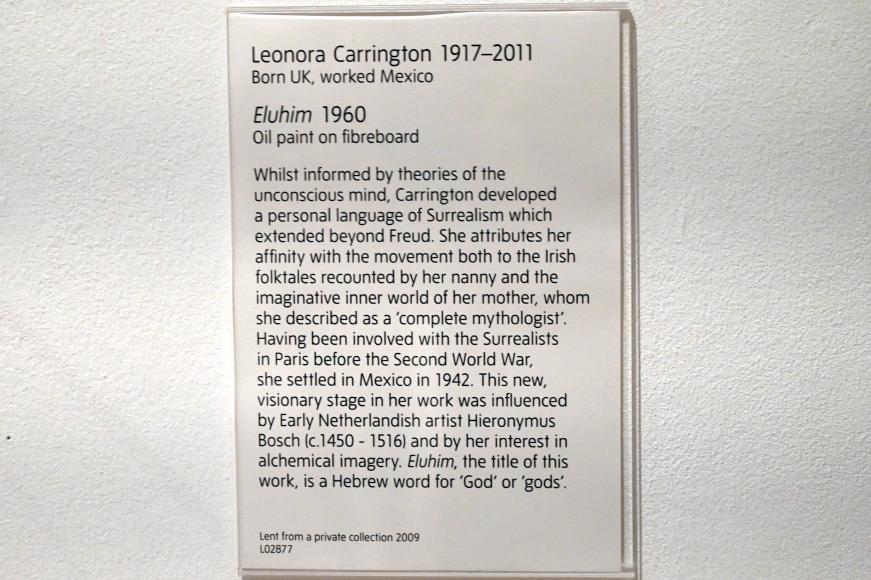 Leonora Carrington 1917–2011
Born UK, worked Mexico
Eluhim 1960
Oil paint on fibreboard
Whilst informed by theories of the
unconscious mind, Carrington developed
a personal language of Surrealism which
extended beyond Freud. She attributes her
affinity with the movement both to the Irish
folktales recounted by her nanny and the
imaginative inner world of her mother, whom
she described as a ‘complete mythologist’.
Having been involved with the Surrealists
in Paris before the Second World War,
she settled in Mexico in 1942. This new,
visionary stage in her work was influenced
by Early Netherlandish artist Hieronymus
Bosch (c.1450 - 1516) and by her interest in
alchemical imagery. Eluhim, the title of this
work, is a Hebrew word for ‘God’ or ‘gods’.
Lent from a private collection 2009
L02877